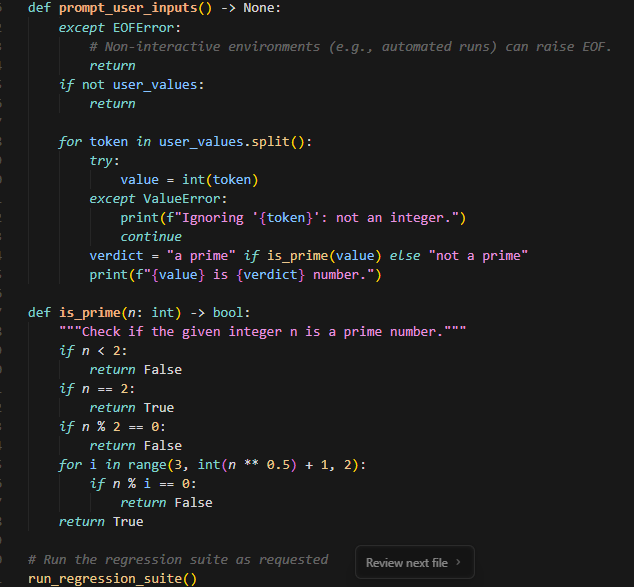 def prompt_user_inputs() -> None:
    except EOFError:
        # Non-interactive environments (e.g., automated runs) can raise EOF.
        return
    if not user_values:
        return

    for token in user_values.split():
        try:
            value = int(token)
        except ValueError:
            print(f"Ignoring '{token}': not an integer.")
            continue
        verdict = "a prime" if is_prime(value) else "not a prime"
        print(f"{value} is {verdict} number.")

def is_prime(n: int) -> bool:
    """Check if the given integer n is a prime number."""
    if n < 2:
        return False
    if n == 2:
        return True
    if n % 2 == 0:
        return False
    for i in range(3, int(n ** 0.5) + 1, 2):
        if n % i == 0:
            return False
    return True

# Run the regression suite as requested
Review next file >
run_regression_suite()